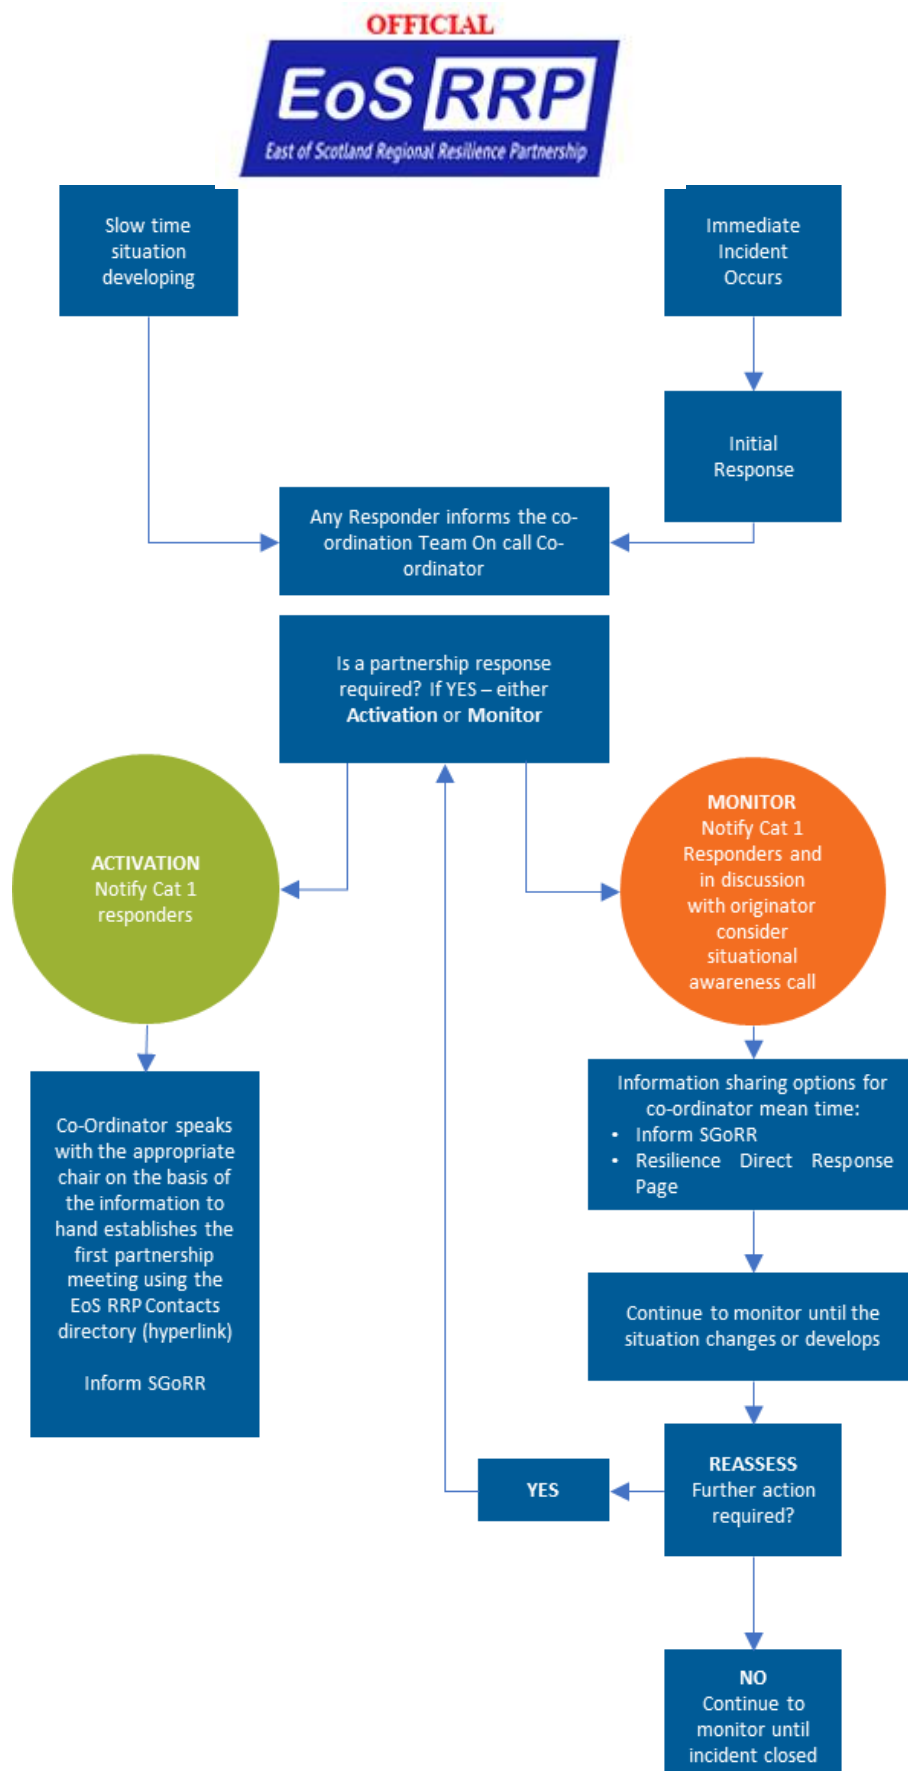 OFFICIAL
EoS RRP
East of Scotland Regional Resilience Partnership
Slow time
situation
developing
Immediate
Incident
Occurs
Initial
Response
Any Responder informs the co-
ordination Team On call Co-
ordinator
Is a partnership response
required? If YES – either
Activation or Monitor
ACTIVATION
Notify Cat 1
responders
MONITOR
Notify Cat 1
Responders and
in discussion
with originator
consider
situational
awareness call
Co-Ordinator speaks
with the appropriate
chair on the basis of
the information to
hand establishes the
first partnership
meeting using the
EoS RRP Contacts
directory (hyperlink)
Inform SGoRR
Information sharing options for
co-ordinator mean time:
• Inform SGoRR
• Resilience Direct Response
Page
Continue to monitor until the
situation changes or develops
REASSESS
Further action
required?
YES
NO
Continue to
monitor until
incident closed